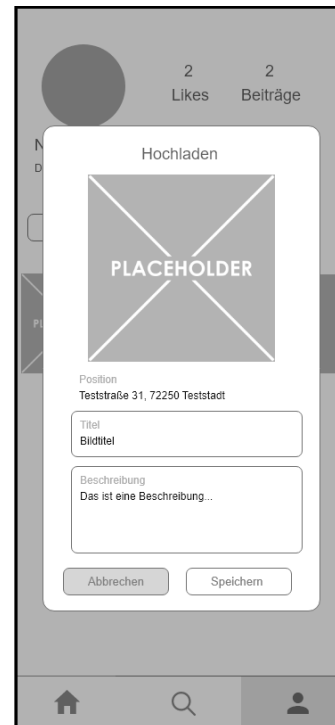 2 2
Likes Beiträge
N
D
Hochladen
PLACEHOLDER
PL
Position
Teststraße 31, 72250 Teststadt
Titel
Bildtitel
Beschreibung
Das ist eine Beschreibung...
Abbrechen Speichern